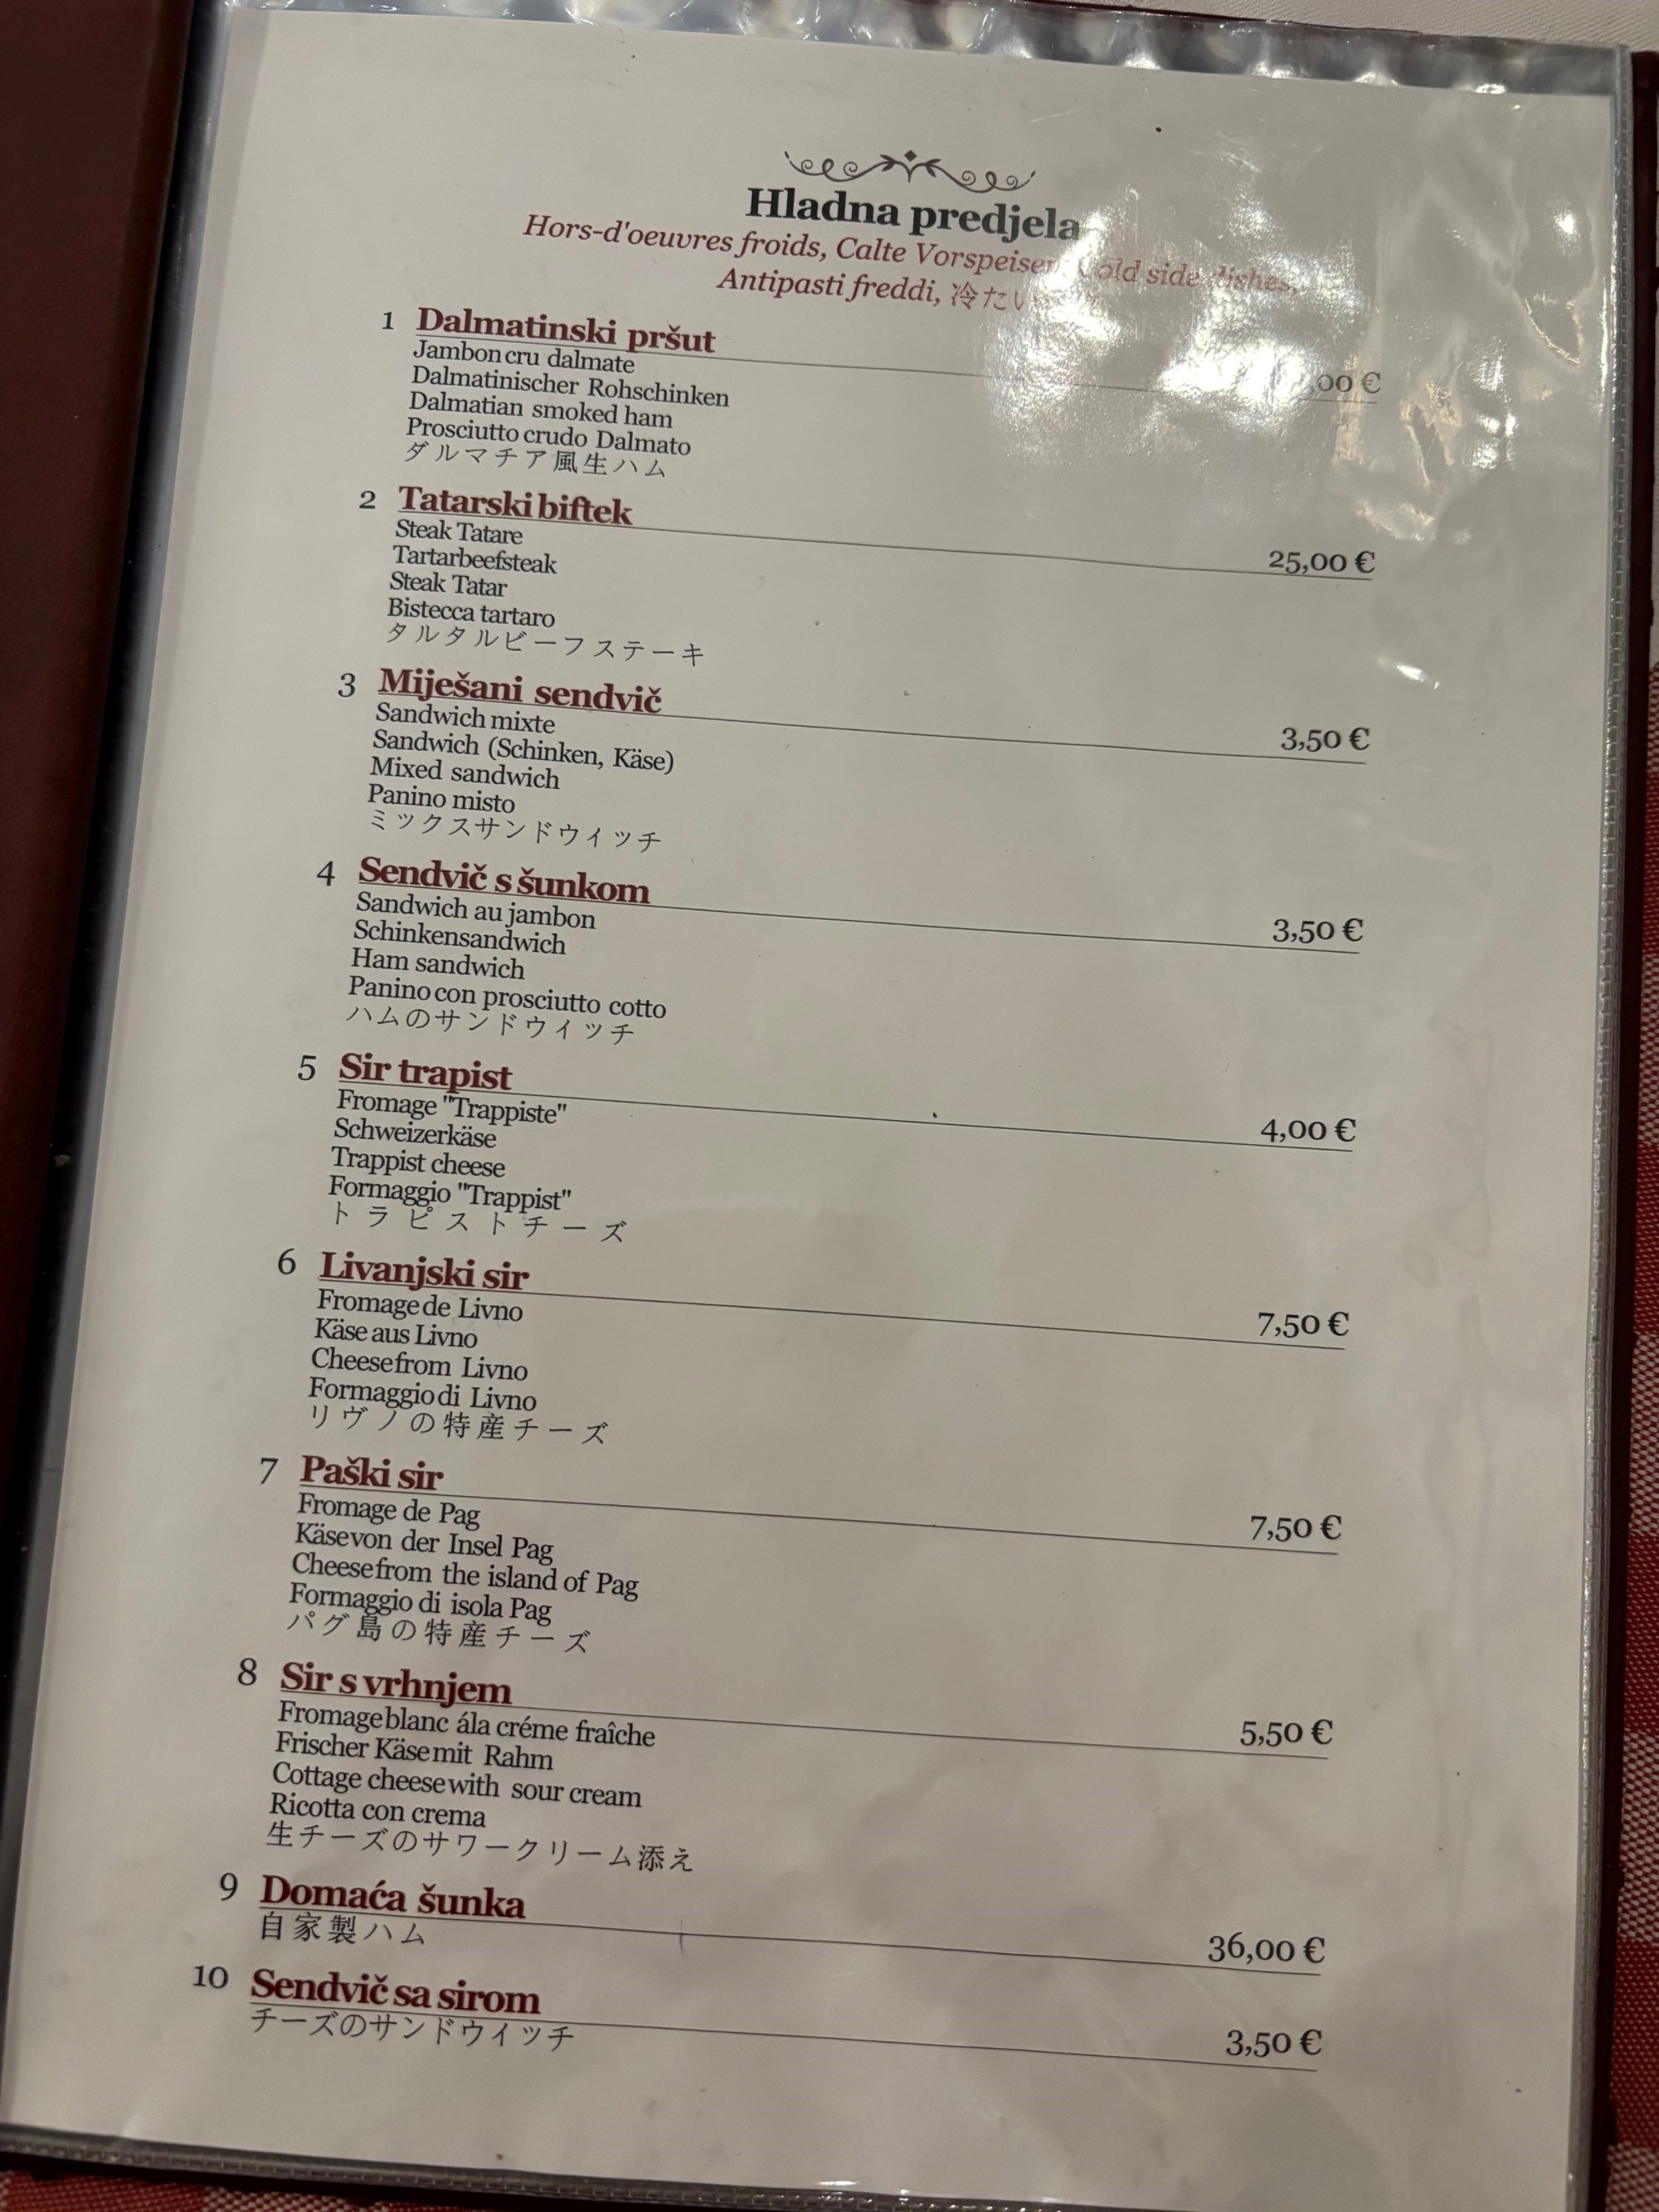 Hladna predjela
Hors-d'oeuvres froids, Calte Vorspeisen, Cold side dishes,
Antipasti freddi, 冷たい
1 Dalmatinski pršut
Jambon cru dalmate
Dalmatinischer Rohschinken
Dalmatian smoked ham
Prosciutto crudo Dalmato
ダルマチア風生ハム
2 Tatarski biftek 25,00 €
Steak Tatare
Tartarbeefsteak
Steak Tatar
Bistecca tartaro
タルタルビーフステーキ
3 Miješani sendvič 3,50 €
Sandwich mixte
Sandwich (Schinken, Käse)
Mixed sandwich
Panino misto
ミックスサンドウィッチ
4 Sendvič s šunkom 3,50 €
Sandwich au jambon
Schinkensandwich
Ham sandwich
Panino con prosciutto cotto
ハムのサンドウィッチ
5 Sir trapist 4,00 €
Fromage "Trappiste"
Schweizerkäse
Trappist cheese
Formaggio "Trappist"
トラピストチーズ
6 Livanjski sir 7,50 €
Fromage de Livno
Käse aus Livno
Cheese from Livno
Formaggio di Livno
リヴノの特産チーズ
7 Paški sir 7,50 €
Fromage de Pag
Käse von der Insel Pag
Cheese from the island of Pag
Formaggio di isola Pag
パグ島の特産チーズ
8 Sir s vrhnjem 5,50 €
Fromage blanc ála créme fraîche
Frischer Käse mit Rahm
Cottage cheese with sour cream
Ricotta con crema
生チーズのサワークリーム添え
9 Domaća šunka 36,00 €
自家製ハム
10 Sendvič sa sirom 3,50 €
チーズのサンドウイッチ